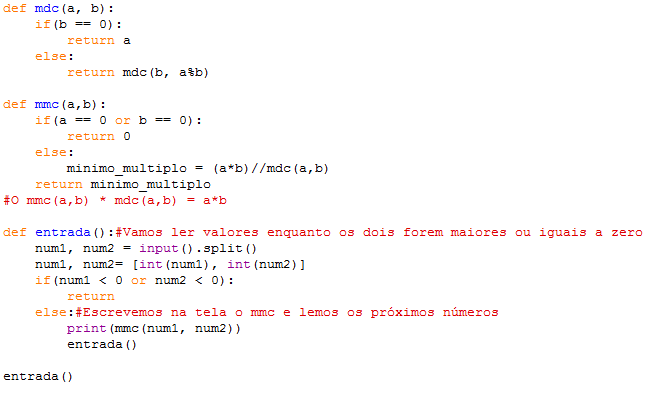 def mdc(a, b):
    if(b == 0):
        return a
    else:
        return mdc(b, a%b)

def mmc(a,b):
    if(a == 0 or b == 0):
        return 0
    else:
        minimo_multiplo = (a*b)//mdc(a,b)
    return minimo_multiplo
#O mmc(a,b) * mdc(a,b) = a*b

def entrada():#Vamos ler valores enquanto os dois forem maiores ou iguais a zero
    num1, num2 = input().split()
    num1, num2= [int(num1), int(num2)]
    if(num1 < 0 or num2 < 0):
        return
    else:#Escrevemos na tela o mmc e lemos os próximos números
        print(mmc(num1, num2))
        entrada()

entrada()